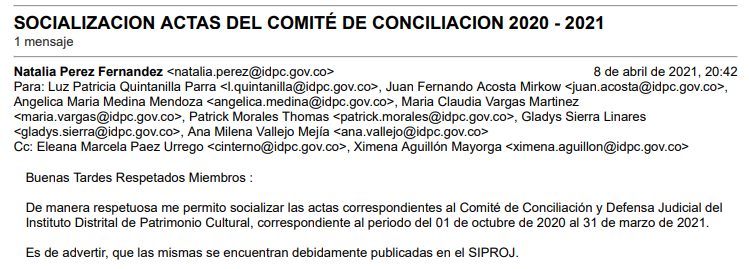 SOCIALIZACION ACTAS DEL COMITÉ DE CONCILIACION 2020 - 2021
1 mensaje
Natalia Perez Fernandez <natalia.perez@idpc.gov.co> 8 de abril de 2021, 20:42
Para: Luz Patricia Quintanilla Parra <l.quintanilla@idpc.gov.co>, Juan Fernando Acosta Mirkow <juan.acosta@idpc.gov.co>,
Angelica Maria Medina Mendoza <angelica.medina@idpc.gov.co>, Maria Claudia Vargas Martinez
<maria.vargas@idpc.gov.co>, Patrick Morales Thomas <patrick.morales@idpc.gov.co>, Gladys Sierra Linares
<gladys.sierra@idpc.gov.co>, Ana Milena Vallejo Mejía <ana.vallejo@idpc.gov.co>
Cc: Eleana Marcela Paez Urrego <cinterno@idpc.gov.co>, Ximena Aguillón Mayorga <ximena.aguillon@idpc.gov.co>
Buenas Tardes Respetados Miembros :
De manera respetuosa me permito socializar las actas correspondientes al Comité de Conciliación y Defensa Judicial del
Instituto Distrital de Patrimonio Cultural, correspondiente al periodo del 01 de octubre de 2020 al 31 de marzo de 2021.
Es de advertir, que las mismas se encuentran debidamente publicadas en el SIPROJ.